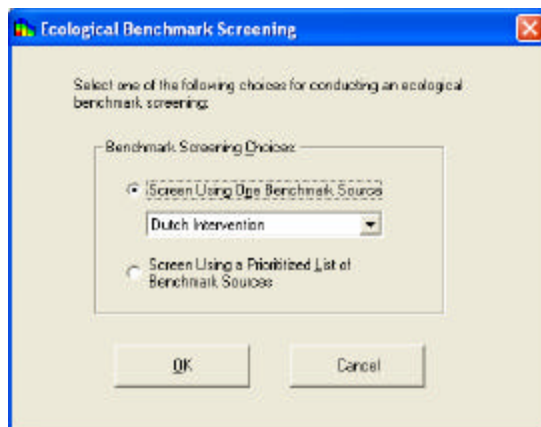 Ecological Benchmark Screening
Select one of the following choices for conducting an ecological
benchmark screening:
Benchmark Screening Choices:
Screen Using One Benchmark Source
Dutch Intervention
Screen Using a Prioritized List of
Benchmark Sources
OK
Cancel